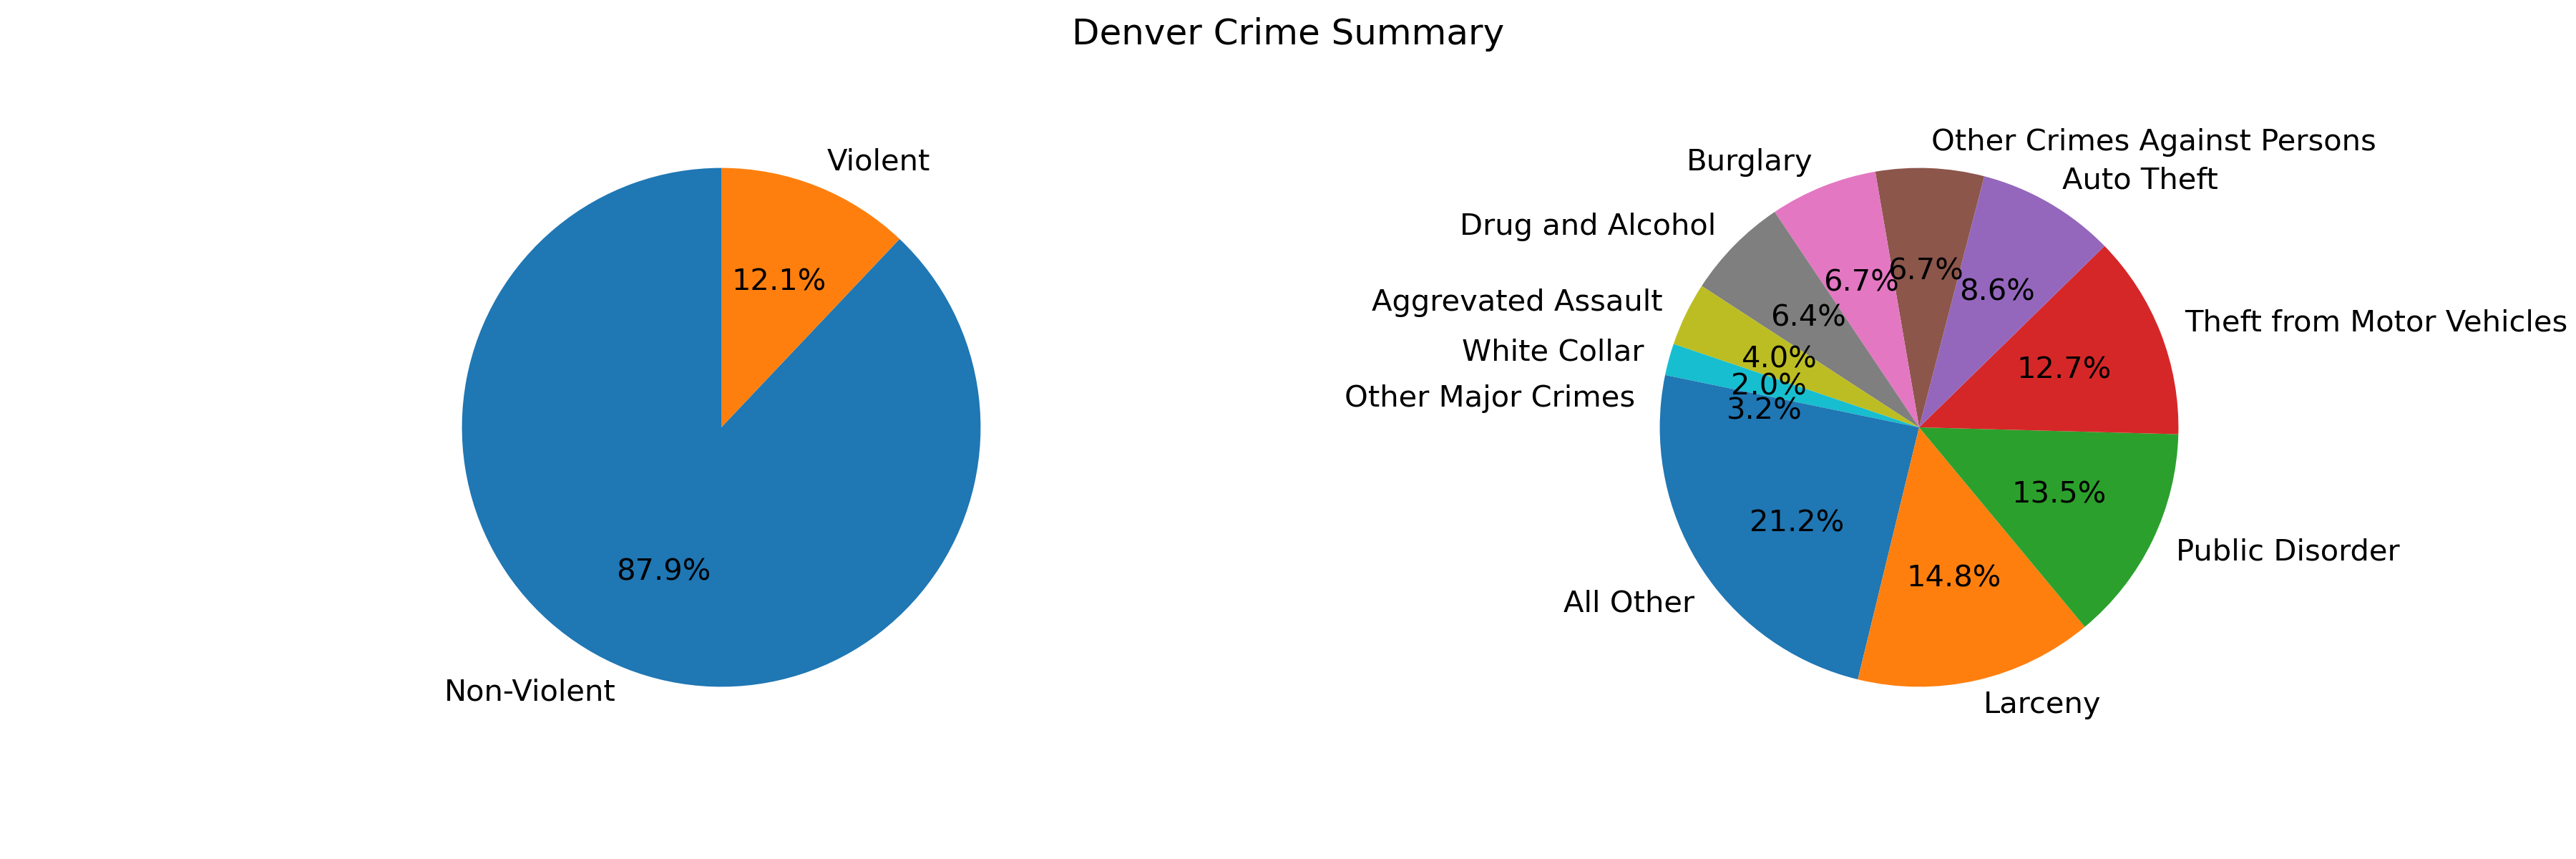 Denver Crime Summary
Violent
12.1%
87.9%
Non-Violent
Other Crimes Against Persons
Burglary
Auto Theft
Drug and Alcohol
6.7%
6.7%
8.6%
Aggrevated Assault
6.4%
Theft from Motor Vehicles
White Collar
4.0%
12.7%
2.0%
Other Major Crimes
3.2%
13.5%
21.2%
Public Disorder
14.8%
All Other
Larceny